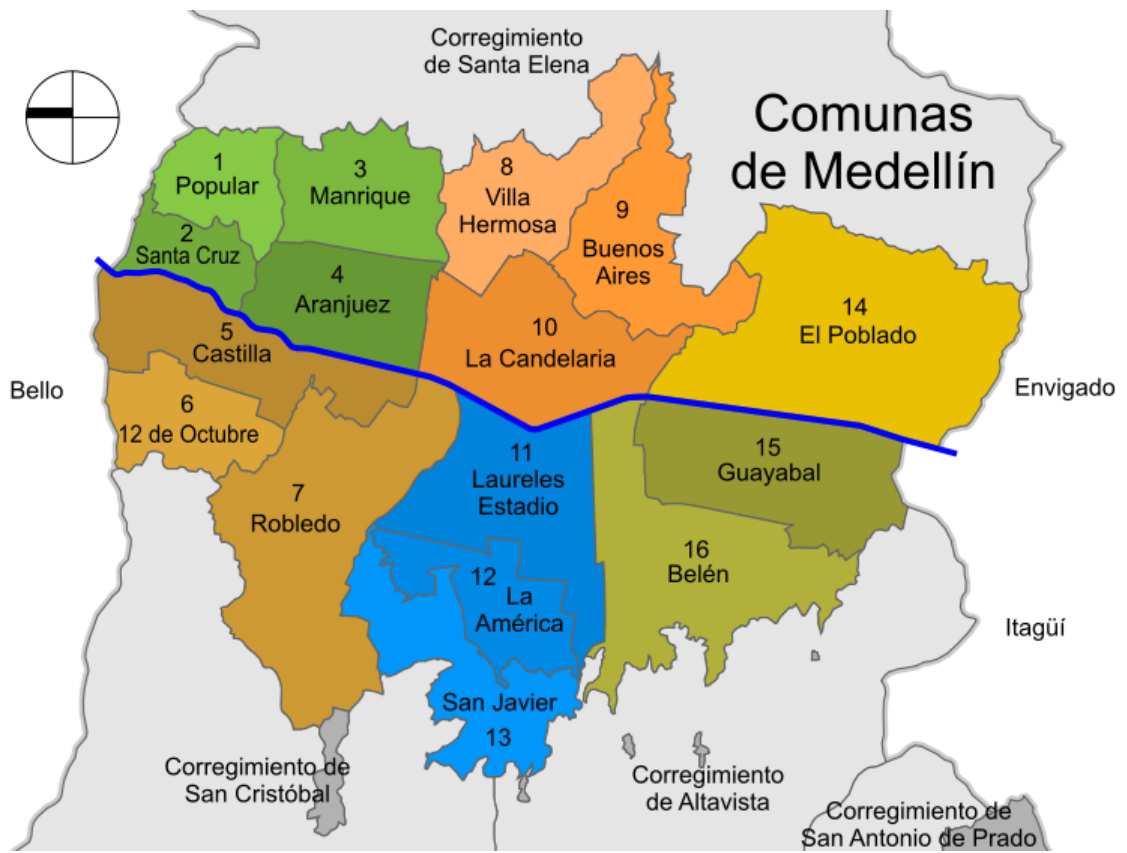 Corregimiento
de Santa Elena
Comunas
de Medellín
1
Popular
3
Manrique
8
Villa
Hermosa
9
Buenos
Aires
2
Santa Cruz
4
Aranjuez
14
El Poblado
5
Castilla
10
La Candelaria
Bello
Envigado
6
12 de Octubre
11
Laureles
Estadio
15
Guayabal
7
Robledo
16
Belén
12
La
América
Itagüí
San Javier
13
Corregimiento de
San Cristóbal
Corregimiento
de Altavista
Corregimiento de
San Antonio de Prado